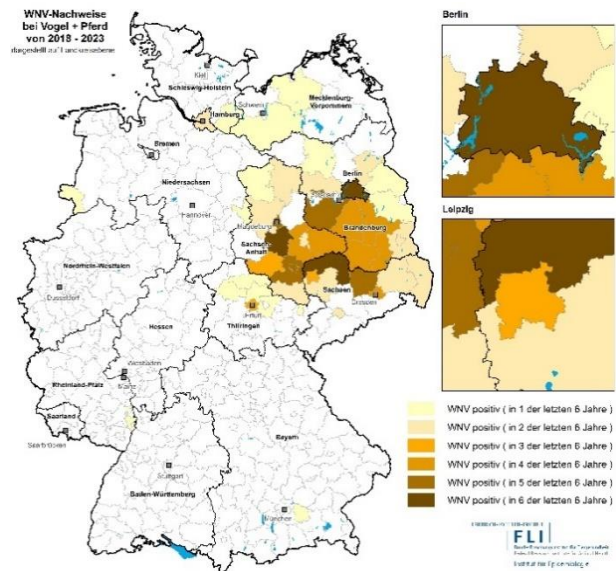 WNV-Nachweise
bei Vogel + Pferd
von 2018 - 2023
Kiel
Schleswig-Holstein
Hamburg
Schwerin
Mecklenburg-
Vorpommern
Bremen
Niedersachsen
Hannover
Berlin
Brandenburg
Magdeburg
Sachsen-
Anhalt
Nordrhein-Westfalen
Düsseldorf
Hessen
Sachsen
Dresden
Erfurt
Thüringen
Wiesbaden
Mainz
Rheinland-Pfalz
Saarland
Saarbrücken
Bayern
Stuttgart
Baden-Württemberg
München
Berlin
Leipzig
WNV positiv ( in 1 der letzten 6 Jahre )
WNV positiv ( in 2 der letzten 6 Jahre )
WNV positiv ( in 3 der letzten 6 Jahre )
WNV positiv ( in 4 der letzten 6 Jahre )
WNV positiv ( in 5 der letzten 6 Jahre )
WNV positiv ( in 6 der letzten 6 Jahre )
FLI
Institut für Epidemiologie